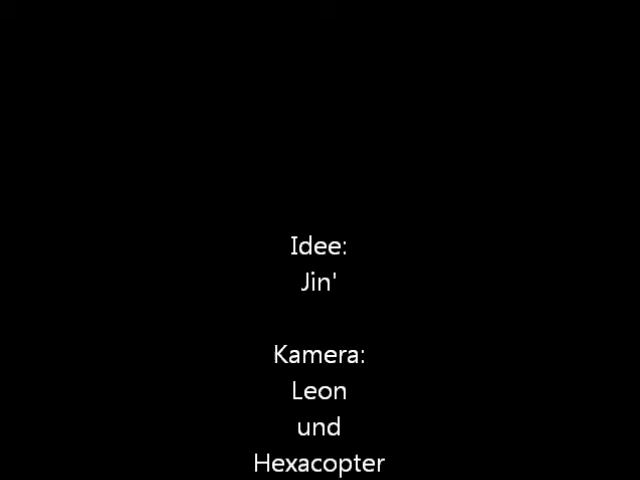 Idee:
Jin'
Kamera:
Leon
und
Hexacopter